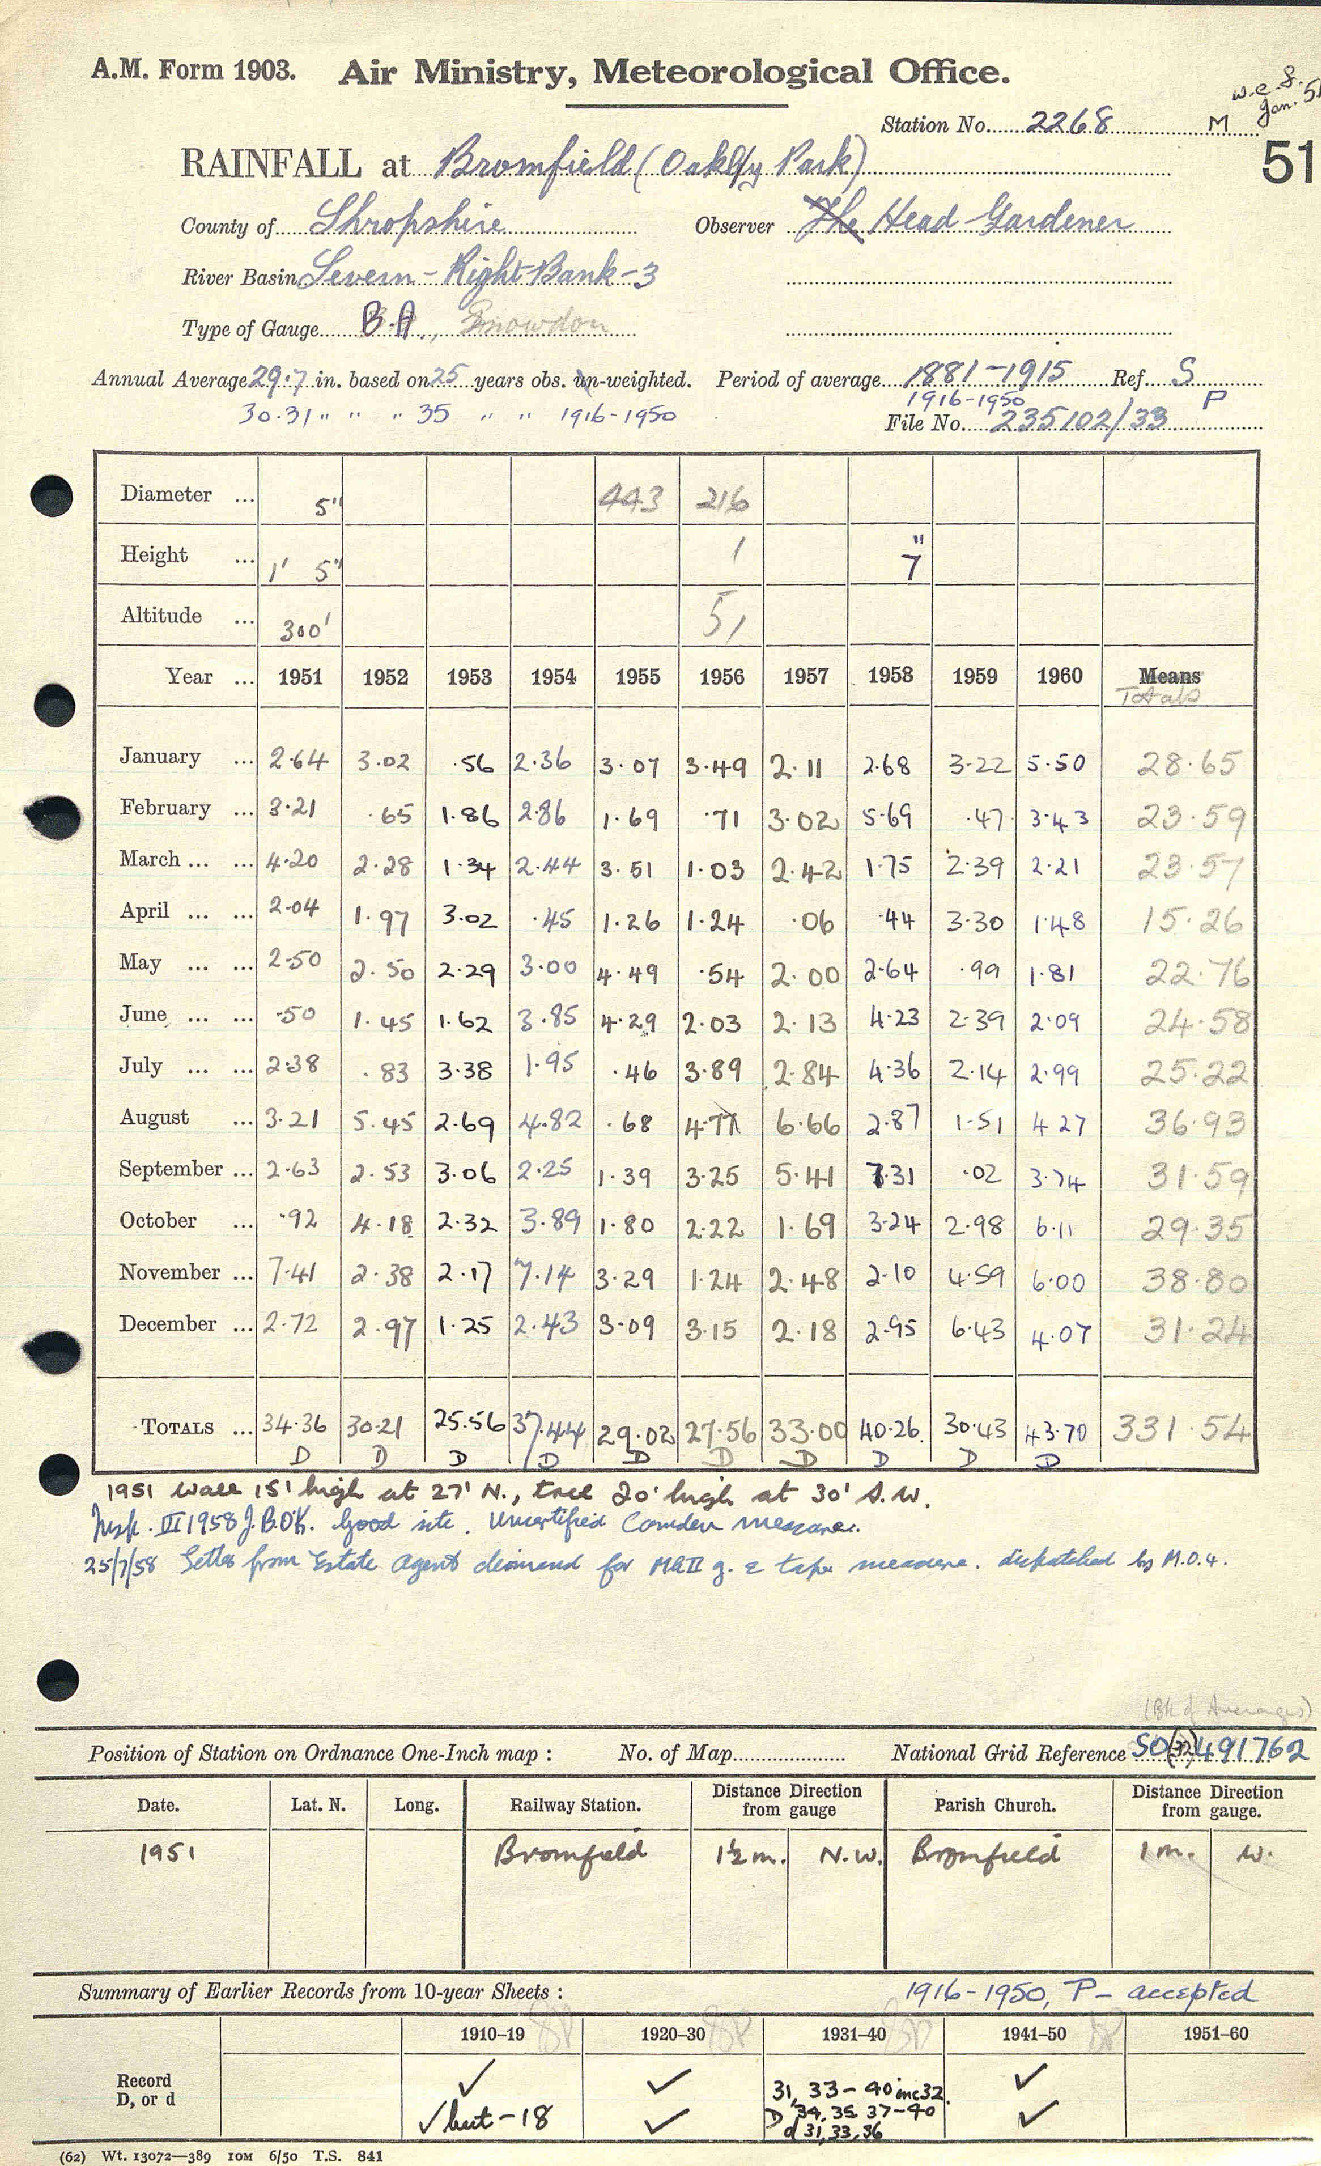 A.M. Form 1903. Air Ministry, Meteorological Office.
w.e.f. Jan. 51
Station No. 2268 M
51
RAINFALL at Bromfield (Oakly Park)
County of Shropshire Observer The Head Gardener
River Basin Severn - Right Bank - 3
Type of Gauge B.A., Snowdon
Annual Average 29.7 in. based on 25 years obs. un-weighted. Period of average 1881-1915 Ref. S
30.31 " " " 35 " " 1916-1950 1916-1950 P
File No. 235102/33
Diameter ... 5" 443 216
Height ... 1' 5" 1 7"
Altitude ... 300' 51
Year ... 1951 1952 1953 1954 1955 1956 1957 1958 1959 1960 Means
Totals
January ... 2.64 3.02 .56 2.36 3.07 3.49 2.11 2.68 3.22 5.50 28.65
February ... 3.21 .65 1.86 2.86 1.69 .71 3.02 5.69 .47 3.43 23.59
March ... ... 4.20 2.28 1.34 2.44 3.51 1.03 2.42 1.75 2.39 2.21 23.57
April ... ... 2.04 1.97 3.02 .45 1.26 1.24 .06 .44 3.30 1.48 15.26
May ... ... 2.50 2.50 2.29 3.00 4.49 .54 2.00 2.64 .99 1.81 22.76
June ... ... .50 1.45 1.62 3.85 4.29 2.03 2.13 4.23 2.39 2.09 24.58
July ... ... 2.38 .83 3.38 1.95 .46 3.89 2.84 4.36 2.14 2.99 25.22
August ... 3.21 5.45 2.69 4.82 .68 4.77 6.66 2.87 1.51 4.27 36.93
September ... 2.63 2.53 3.06 2.25 1.39 3.25 5.41 7.31 .02 3.74 31.59
October ... .92 4.18 2.32 3.89 1.80 2.22 1.69 3.24 2.98 6.11 29.35
November ... 7.41 2.38 2.17 7.14 3.29 1.24 2.48 2.10 4.59 6.00 38.80
December ... 2.72 2.97 1.25 2.43 3.09 3.15 2.18 2.95 6.43 4.07 31.24
TOTALS ... 34.36 30.21 25.56 37.44 29.02 27.56 33.00 40.26 30.43 43.70 331.54
D D D D D D D D D D
1951 Wall 15' high at 27' N., tree 20' high at 30' S.W.
Insp. III 1958 J.B.O'K. Good site. Uncertified Camden measure.
25/7/58 Letter from Estate Agent demand for MkII g. & tape measure. dispatched by M.O.4.
(Bk of Averages)
Position of Station on Ordnance One-Inch map : No. of Map National Grid Reference SO(32)491762
Date. Lat. N. Long. Railway Station. Distance Direction from gauge Parish Church. Distance Direction from gauge.
1951 Bromfield 1½ m. N.W. Bromfield 1 m. W.
Summary of Earlier Records from 10-year Sheets : 1916-1950, P - accepted
1910-19 1920-30 1931-40 1941-50 1951-60
Record ✓ ✓ 31, 33-40 inc 32 ✓
D, or d ✓ but -18 ✓ D 34, 35, 37-40 ✓
d 31, 33, 36
(62) Wt. 13072—389 10M 6/50 T.S. 841